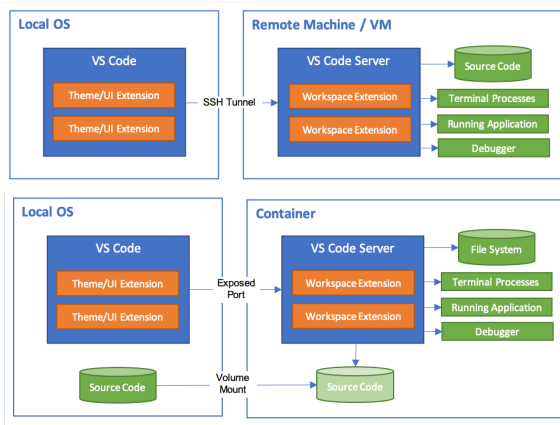 Local OS
VS Code
Theme/UI Extension
Theme/UI Extension
SSH Tunnel
Remote Machine / VM
VS Code Server
Workspace Extension
Workspace Extension
Source Code
Terminal Processes
Running Application
Debugger
Local OS
VS Code
Theme/UI Extension
Theme/UI Extension
Source Code
Exposed
Port
Volume
Mount
Container
VS Code Server
Workspace Extension
Workspace Extension
File System
Terminal Processes
Running Application
Debugger
Source Code